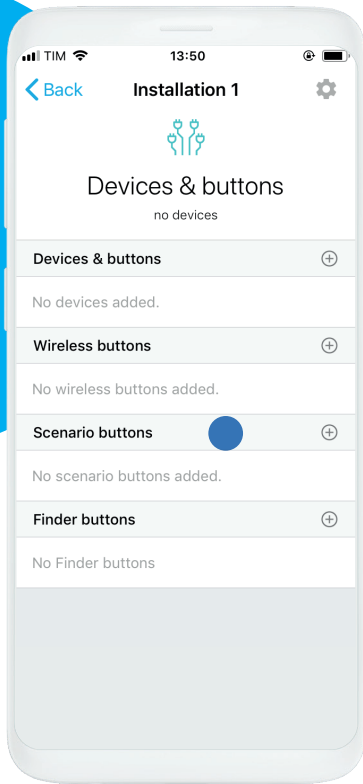 TIM 13:50
Back Installation 1
Devices & buttons
no devices
Devices & buttons
No devices added.
Wireless buttons
No wireless buttons added.
Scenario buttons
No scenario buttons added.
Finder buttons
No Finder buttons